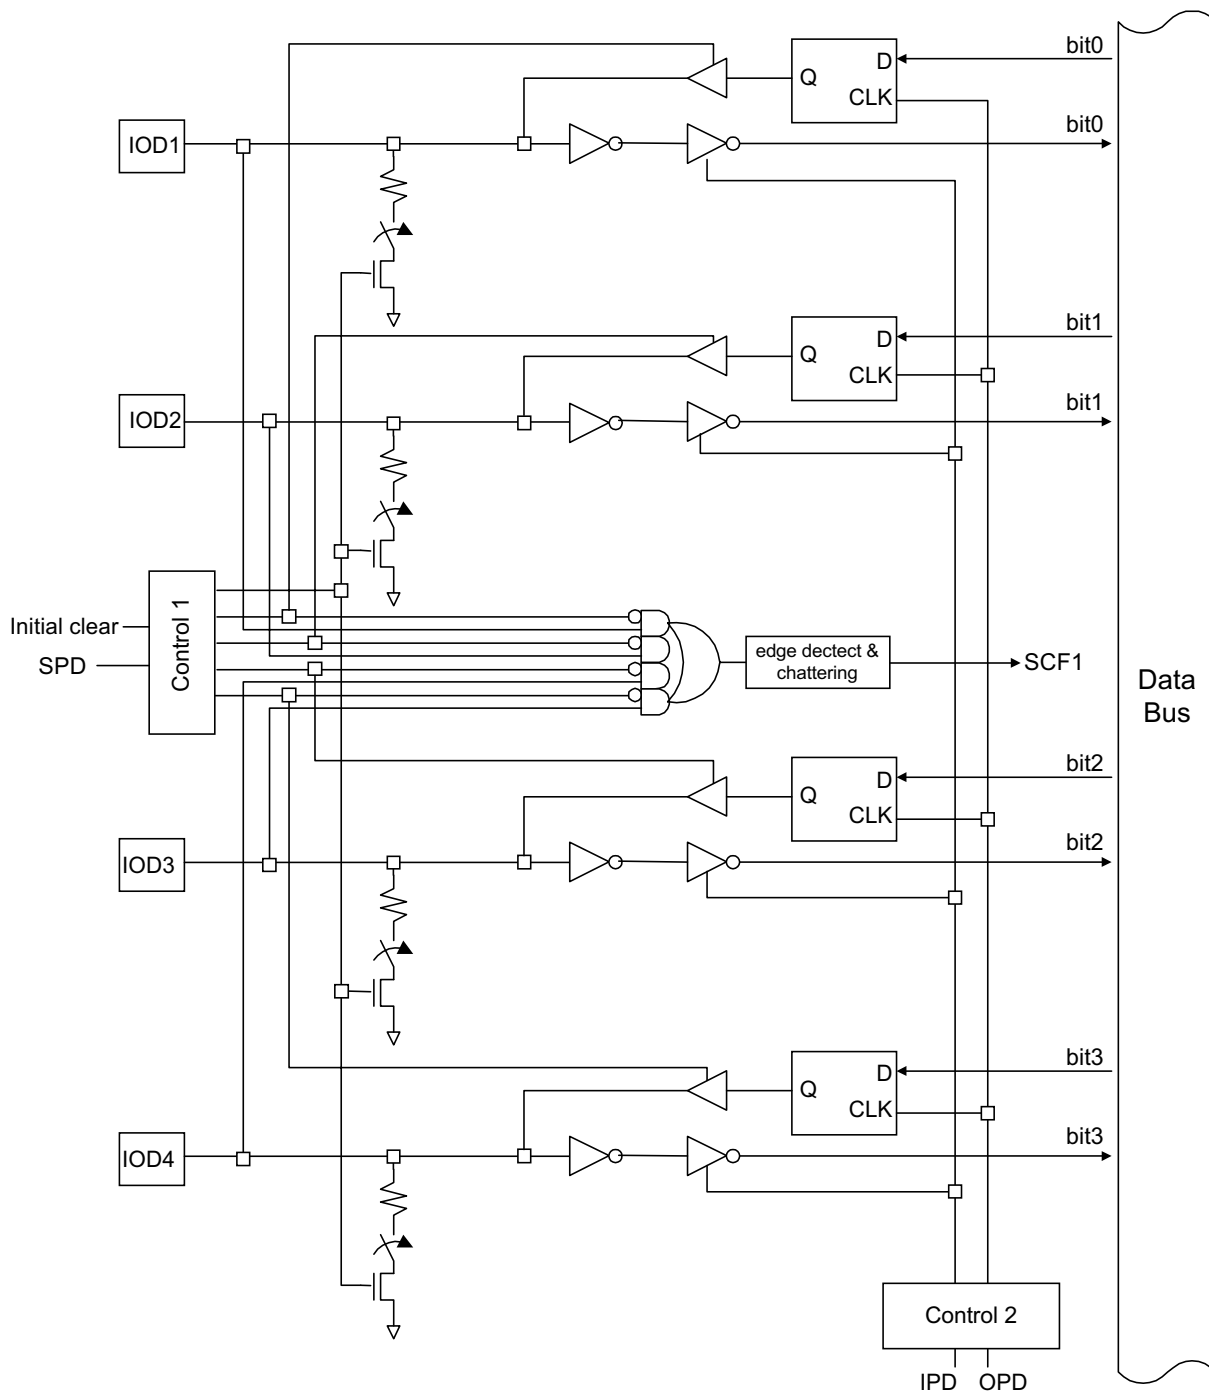 bit0
D
Q
CLK
bit0
IOD1
bit1
D
Q
CLK
bit1
IOD2
Initial clear
SPD
Control 1
edge dectect &
chattering
SCF1
Data
Bus
bit2
D
Q
CLK
bit2
IOD3
bit3
D
Q
CLK
bit3
IOD4
Control 2
IPD OPD